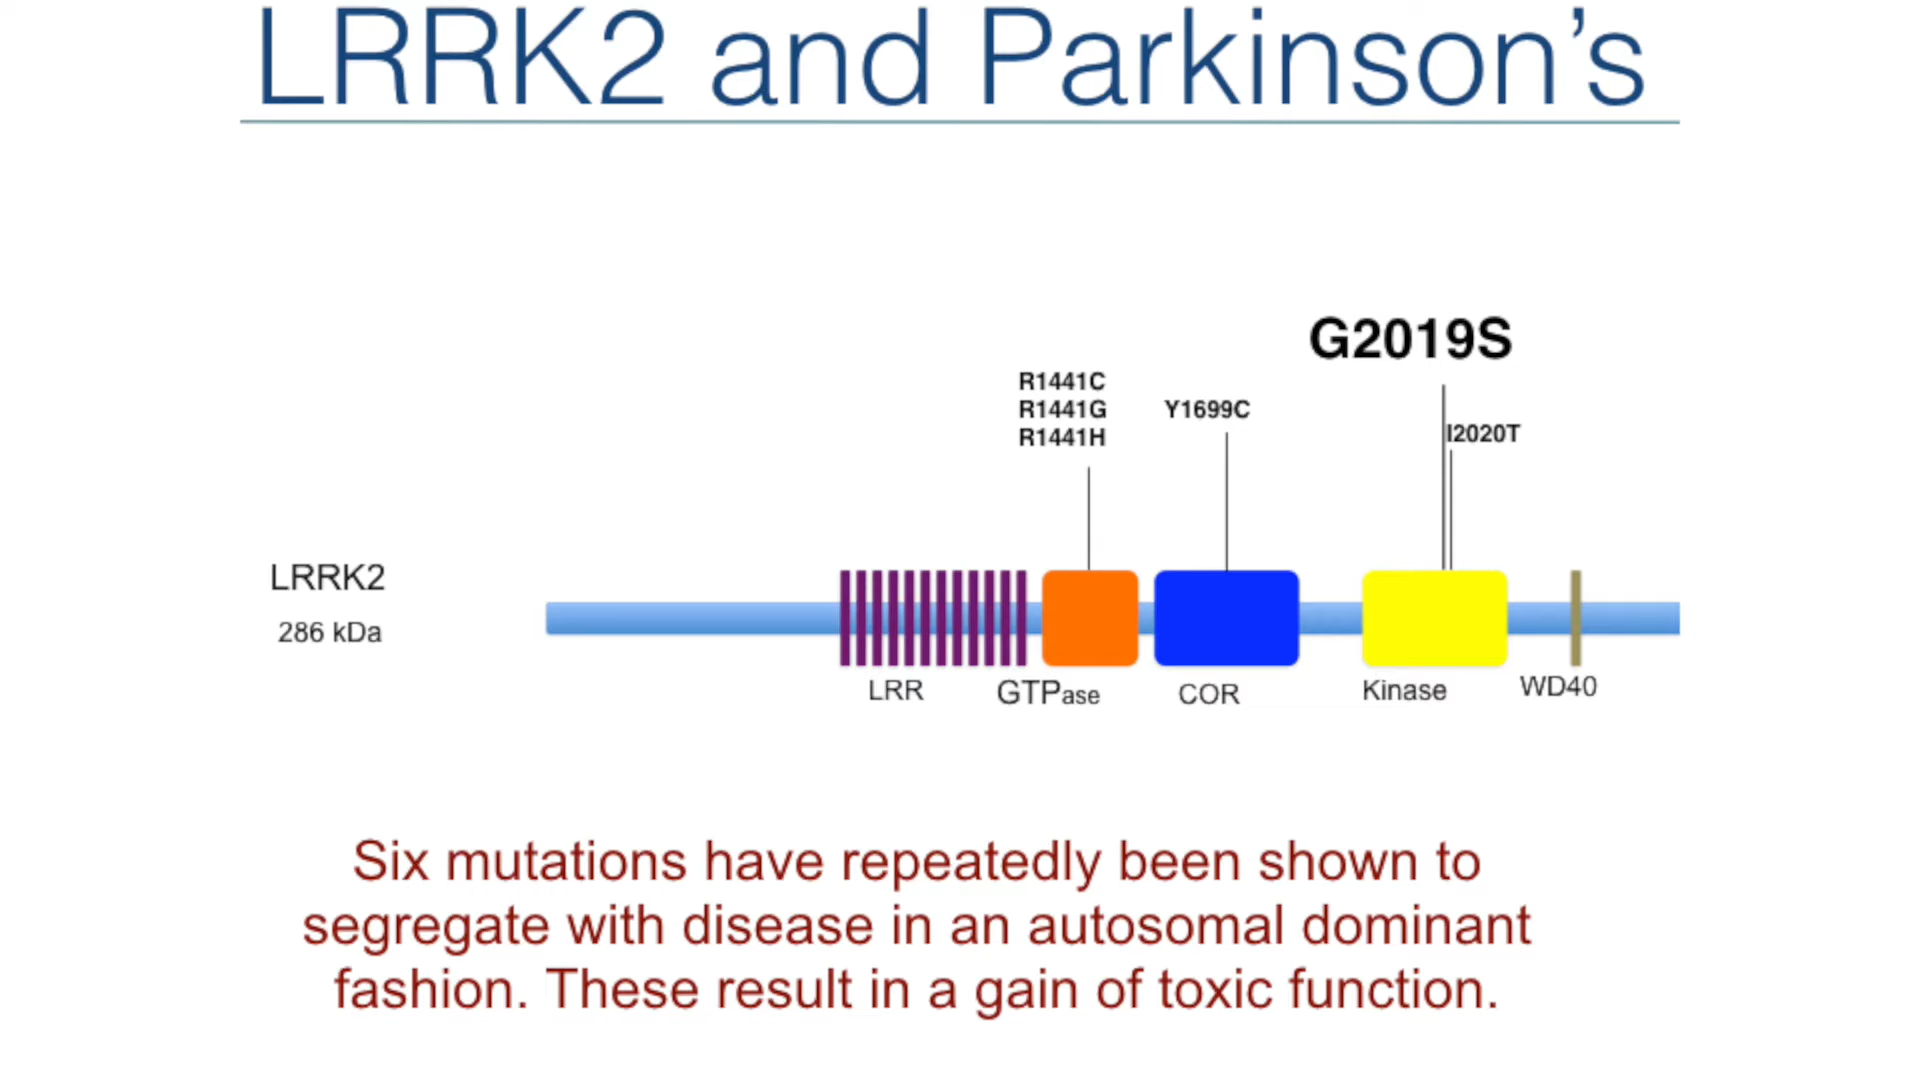 LRRK2 and Parkinson’s
G2019S
R1441C
R1441G
R1441H
Y1699C
I2020T
LRRK2
286 kDa
LRR
GTPase
COR
Kinase
WD40
Six mutations have repeatedly been shown to
segregate with disease in an autosomal dominant
fashion. These result in a gain of toxic function.